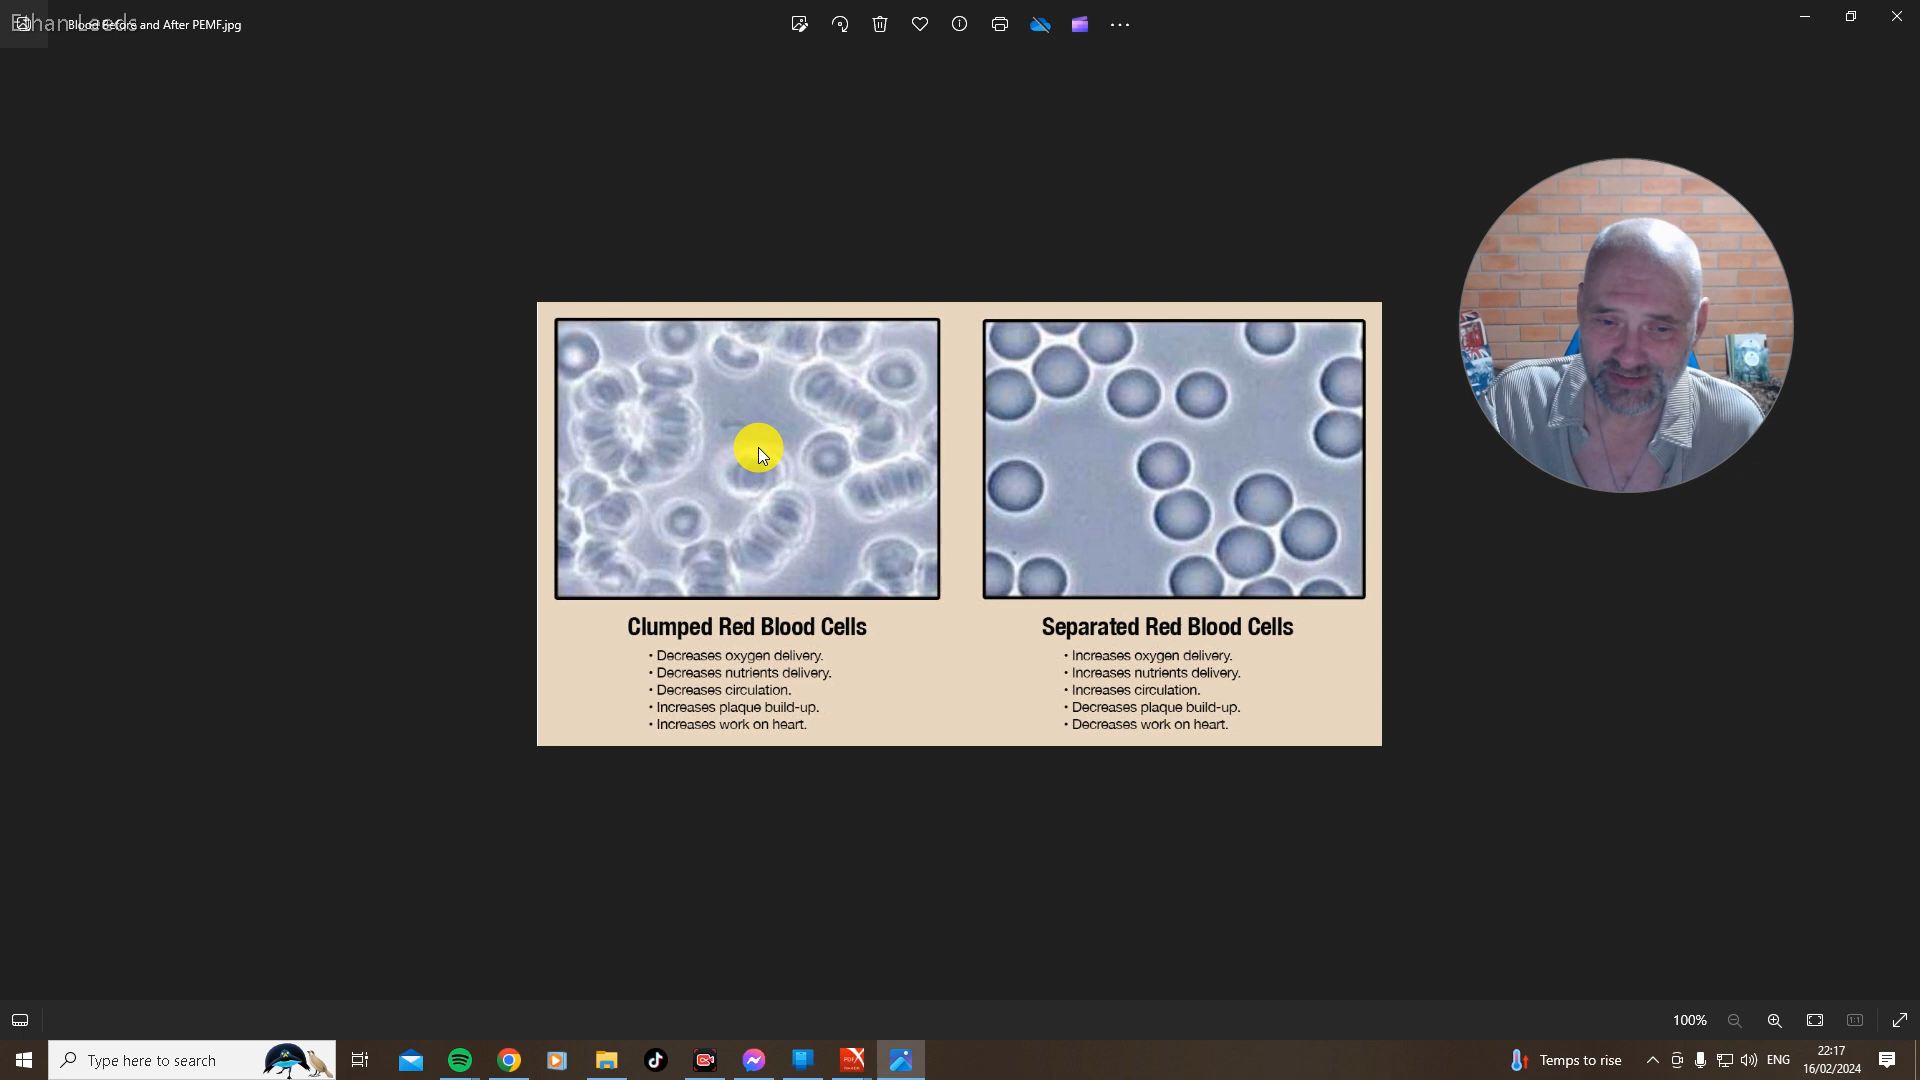 Ethan Leeds
Blood Before and After PEMF.jpg
Clumped Red Blood Cells
• Decreases oxygen delivery.
• Decreases nutrients delivery.
• Decreases circulation.
• Increases plaque build-up.
• Increases work on heart.
Separated Red Blood Cells
• Increases oxygen delivery.
• Increases nutrients delivery.
• Increases circulation.
• Decreases plaque build-up.
• Decreases work on heart.
100%
Type here to search
Temps to rise
ENG
22:17
16/02/2024